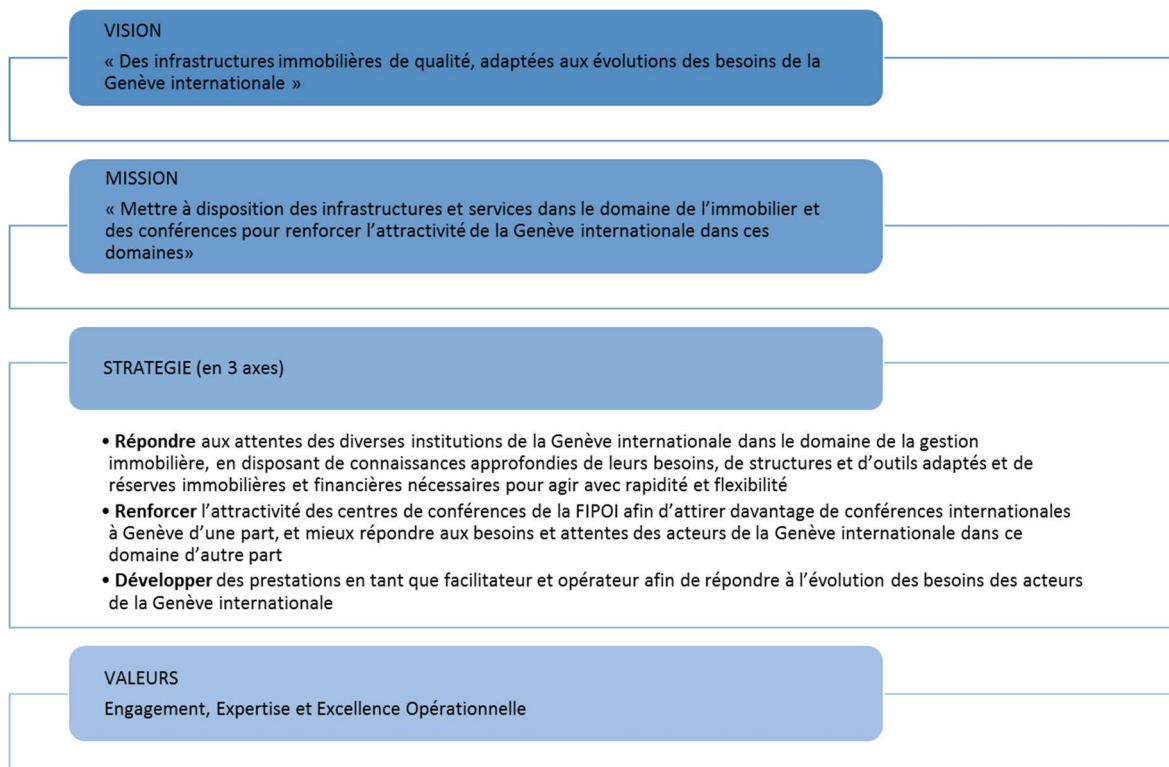 VISION
« Des infrastructures immobilières de qualité, adaptées aux évolutions des besoins de la
Genève internationale »
MISSION
« Mettre à disposition des infrastructures et services dans le domaine de l’immobilier et
des conférences pour renforcer l’attractivité de la Genève internationale dans ces
domaines»
STRATEGIE (en 3 axes)
• Répondre aux attentes des diverses institutions de la Genève internationale dans le domaine de la gestion
immobilière, en disposant de connaissances approfondies de leurs besoins, de structures et d’outils adaptés et de
réserves immobilières et financières nécessaires pour agir avec rapidité et flexibilité
• Renforcer l’attractivité des centres de conférences de la FIPOI afin d’attirer davantage de conférences internationales
à Genève d’une part, et mieux répondre aux besoins et attentes des acteurs de la Genève internationale dans ce
domaine d’autre part
• Développer des prestations en tant que facilitateur et opérateur afin de répondre à l’évolution des besoins des acteurs
de la Genève internationale
VALEURS
Engagement, Expertise et Excellence Opérationnelle